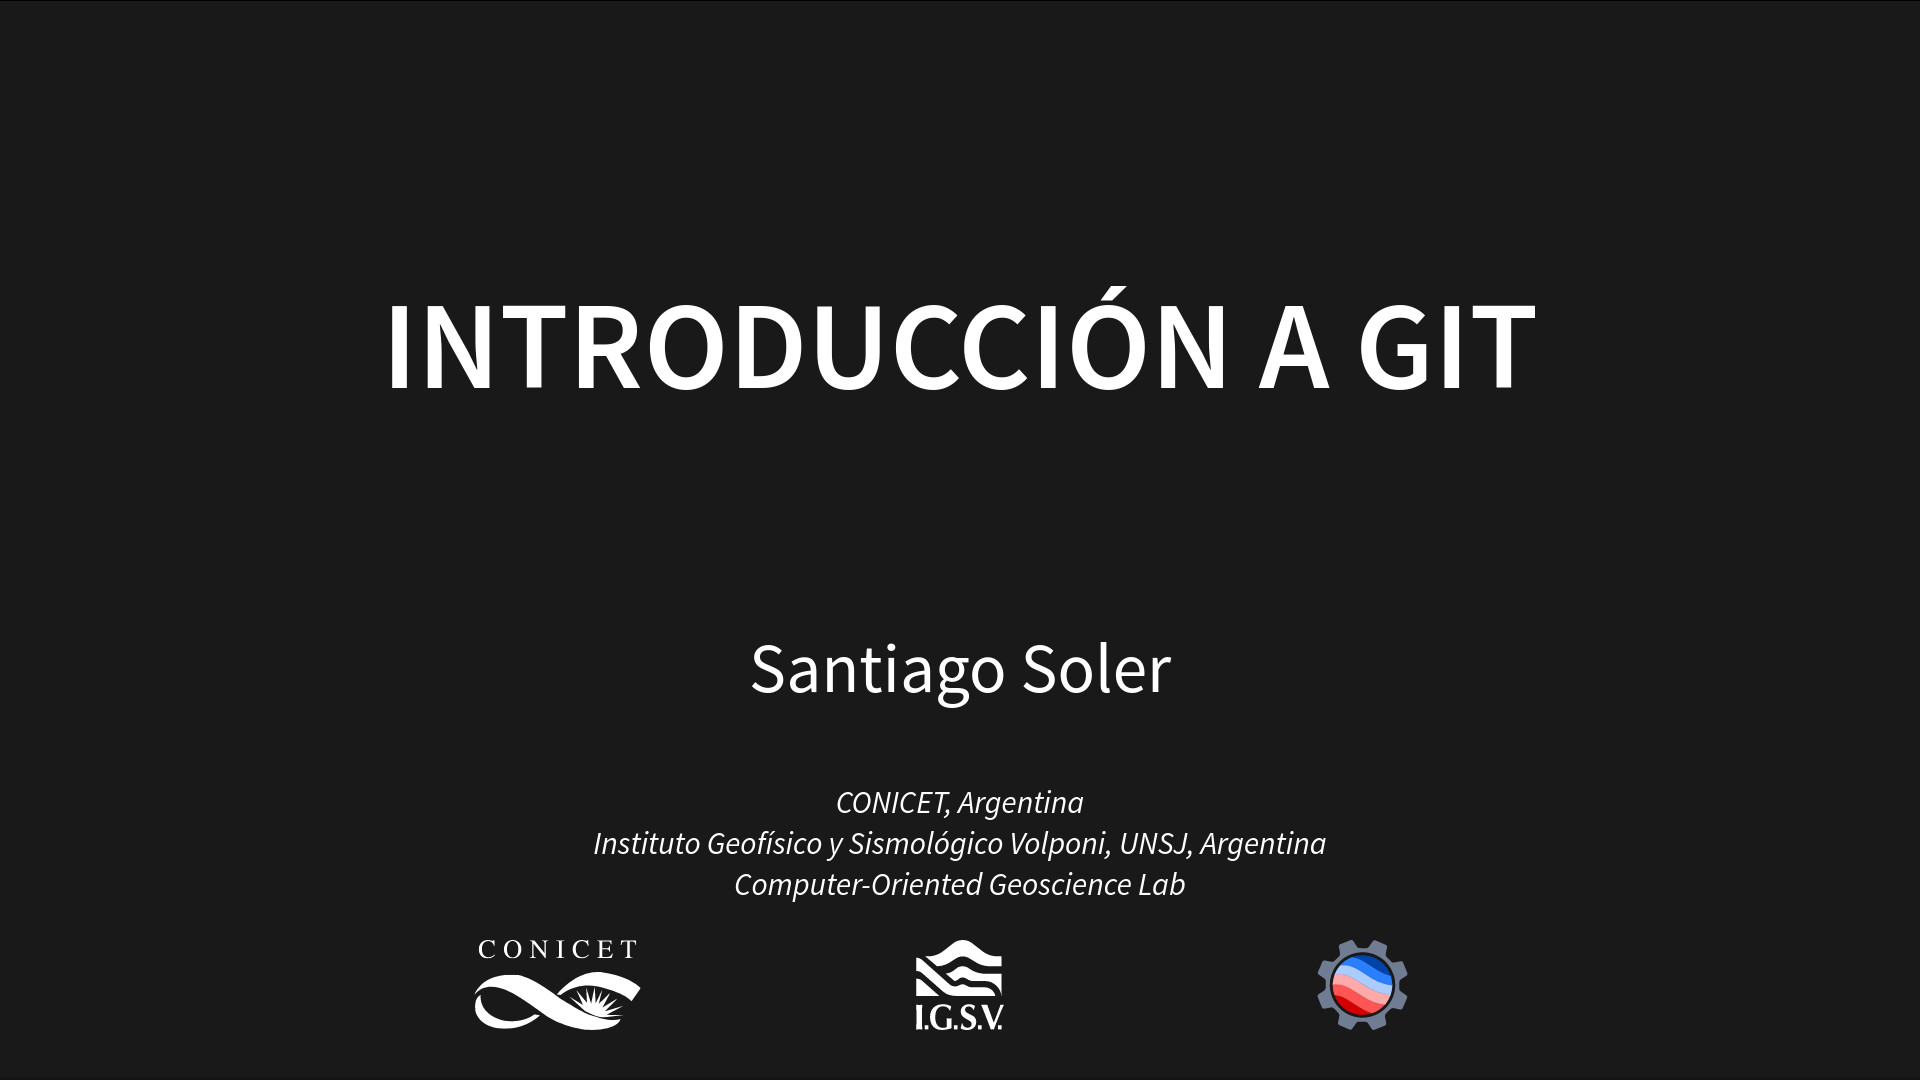 INTRODUCCIÓN A GIT
Santiago Soler
CONICET, Argentina
Instituto Geofísico y Sismológico Volponi, UNSJ, Argentina
Computer-Oriented Geoscience Lab
CONICET
I.G.S.V.